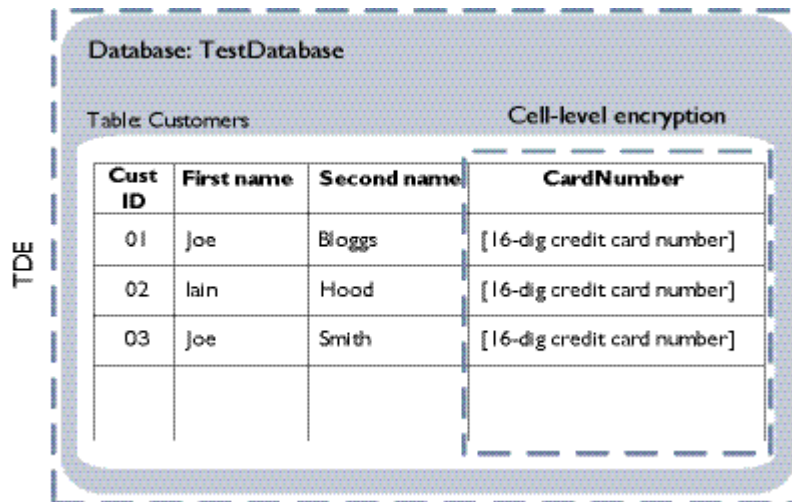 Database: TestDatabase
Table: Customers
Cell-level encryption
TDE
Cust ID First name Second name CardNumber
01 Joe Bloggs [16-dig credit card number]
02 Iain Hood [16-dig credit card number]
03 Joe Smith [16-dig credit card number]